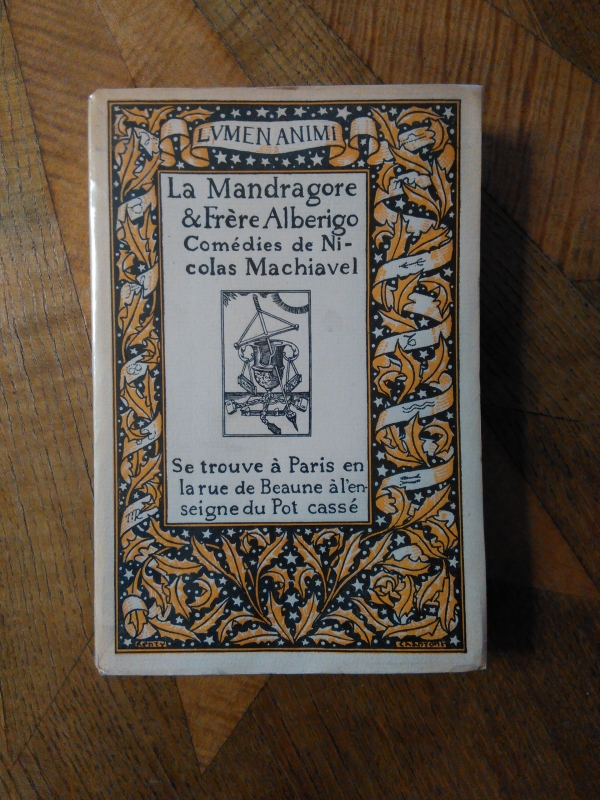 LVMEN ANIMI
La Mandragore
& Frère Alberigo
Comédies de Ni-
colas Machiavel
Se trouve à Paris en
la rue de Beaune à l'en-
seigne du Pot cassé